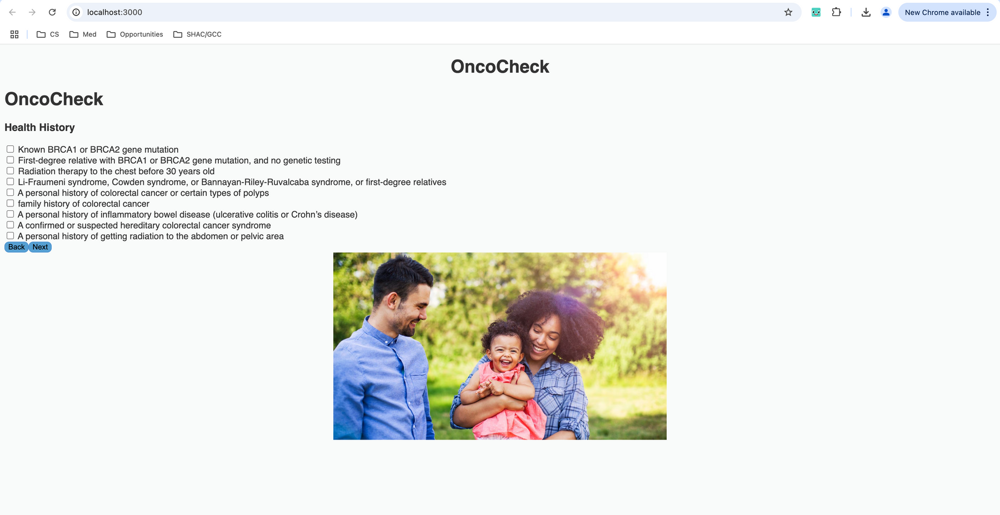 localhost:3000
New Chrome available
CS
Med
Opportunities
SHAC/GCC
OncoCheck
OncoCheck
Health History
Known BRCA1 or BRCA2 gene mutation
First-degree relative with BRCA1 or BRCA2 gene mutation, and no genetic testing
Radiation therapy to the chest before 30 years old
Li-Fraumeni syndrome, Cowden syndrome, or Bannayan-Riley-Ruvalcaba syndrome, or first-degree relatives
A personal history of colorectal cancer or certain types of polyps
family history of colorectal cancer
A personal history of inflammatory bowel disease (ulcerative colitis or Crohn’s disease)
A confirmed or suspected hereditary colorectal cancer syndrome
A personal history of getting radiation to the abdomen or pelvic area
Back Next